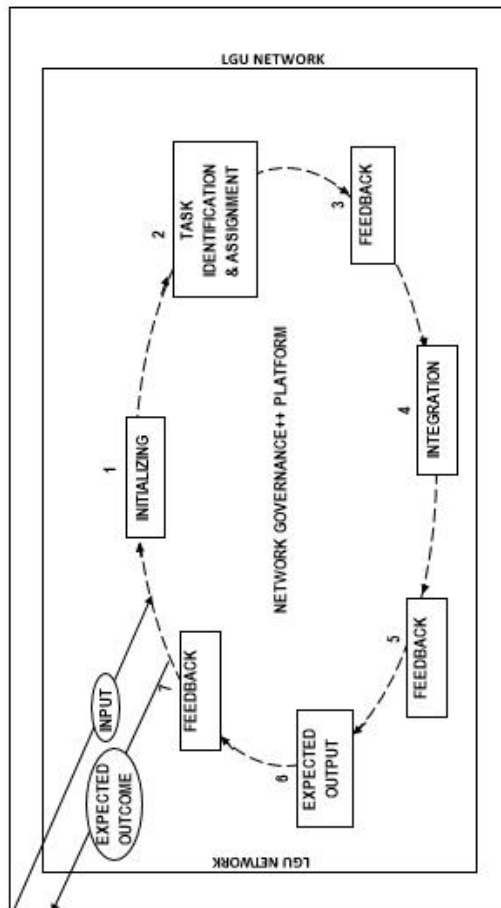 LGU NETWORK
1
INITIALIZING
2
TASK
IDENTIFICATION
& ASSIGNMENT
3
FEEDBACK
4
INTEGRATION
5
FEEDBACK
6
EXPECTED
OUTPUT
7
FEEDBACK
INPUT
EXPECTED
OUTCOME
NETWORK GOVERNANCE++ PLATFORM
LGU NETWORK